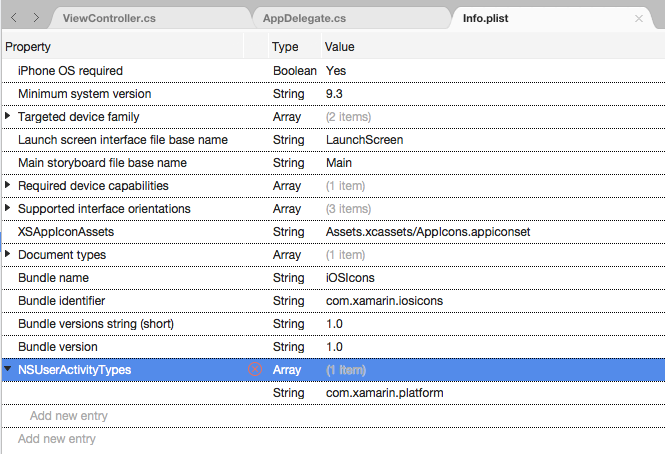 ViewController.cs AppDelegate.cs Info.plist
Property Type Value
iPhone OS required Boolean Yes
Minimum system version String 9.3
Targeted device family Array (2 items)
Launch screen interface file base name String LaunchScreen
Main storyboard file base name String Main
Required device capabilities Array (1 item)
Supported interface orientations Array (3 items)
XSAppIconAssets String Assets.xcassets/AppIcons.appiconset
Document types Array (1 item)
Bundle name String iOSIcons
Bundle identifier String com.xamarin.iosicons
Bundle versions string (short) String 1.0
Bundle version String 1.0
NSUserActivityTypes Array (1 item)
String com.xamarin.platform
Add new entry
Add new entry